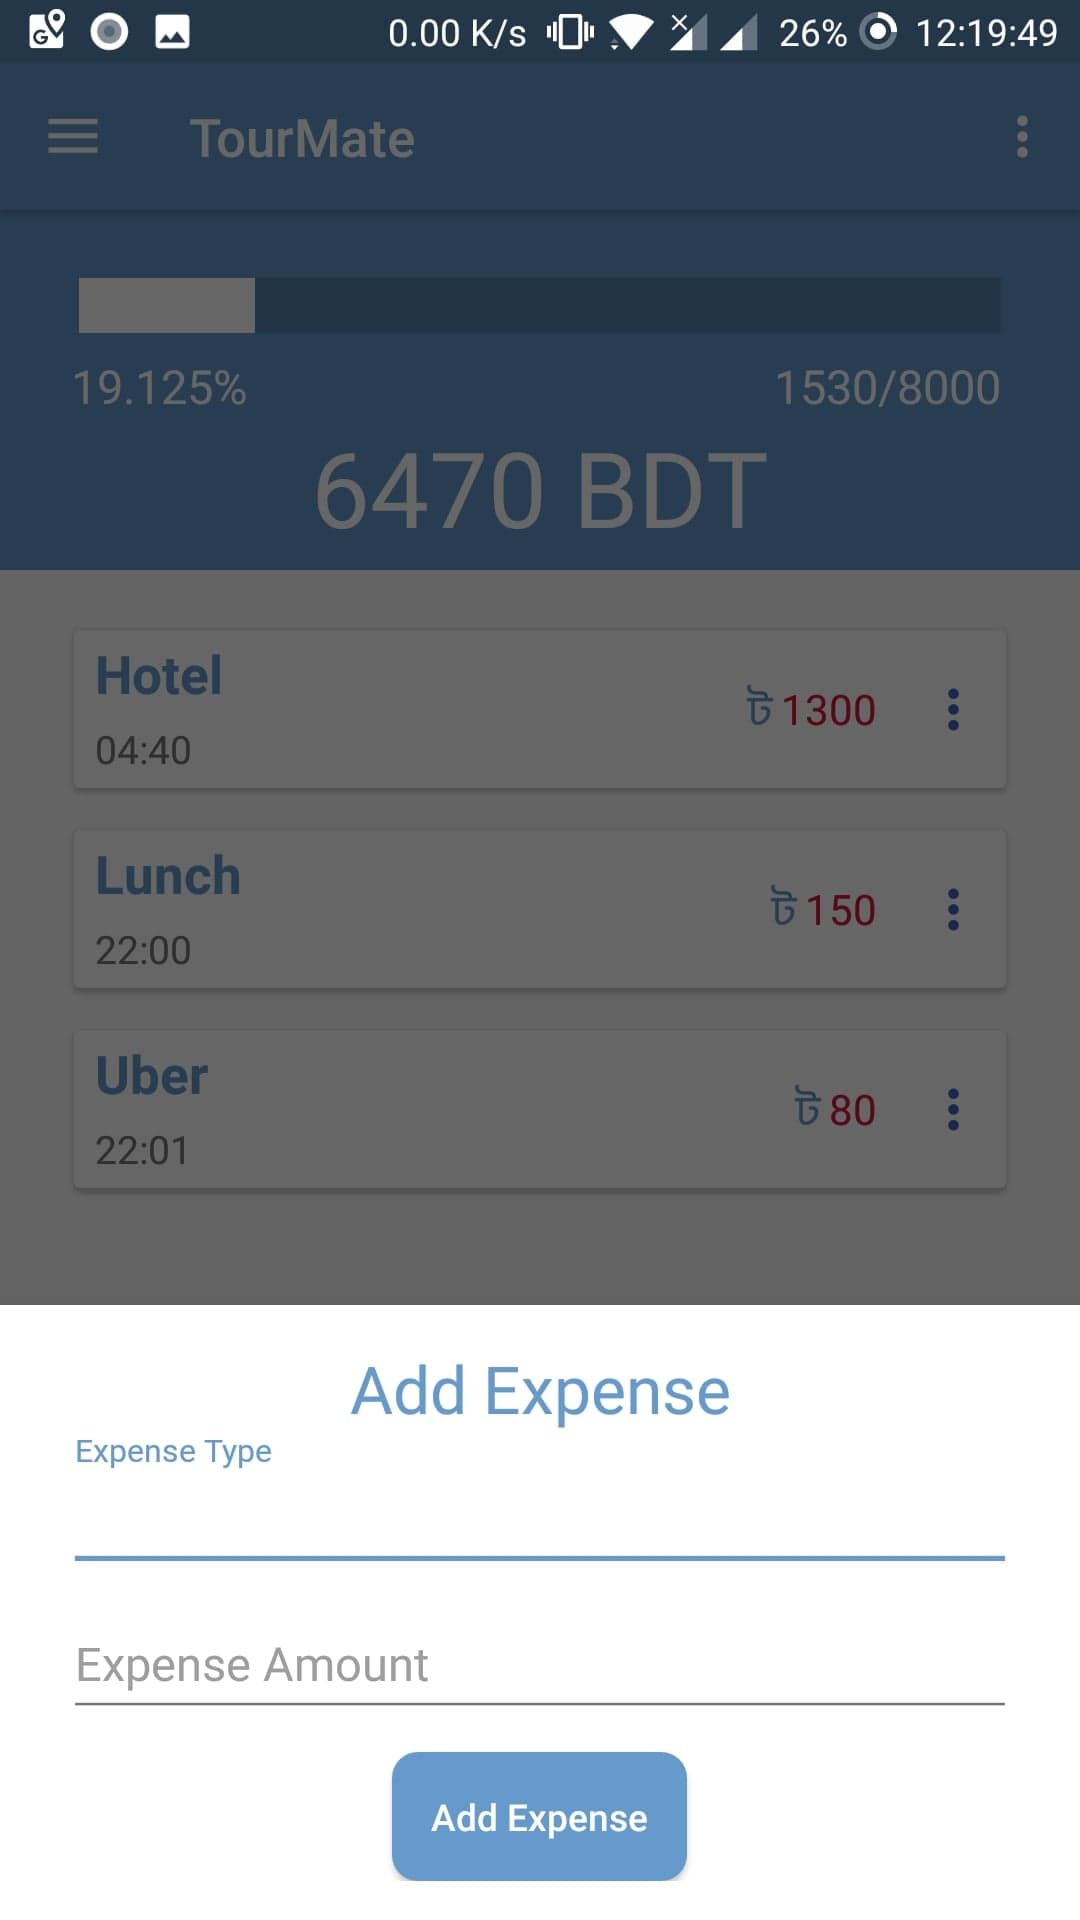 0.00 K/s 26% 12:19:49
TourMate
19.125% 1530/8000
6470 BDT
Hotel
৳ 1300
04:40
Lunch
৳ 150
22:00
Uber
৳ 80
22:01
Add Expense
Expense Type
Expense Amount
Add Expense